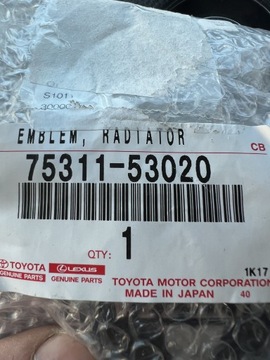 S101
EMBLEM, RADIATOR
CB
75311-53020
QTY: 1
TOYOTA LEXUS 1K17
GENUINE PARTS GENUINE PARTS
TOYOTA MOTOR CORPORATION
MADE IN JAPAN 40